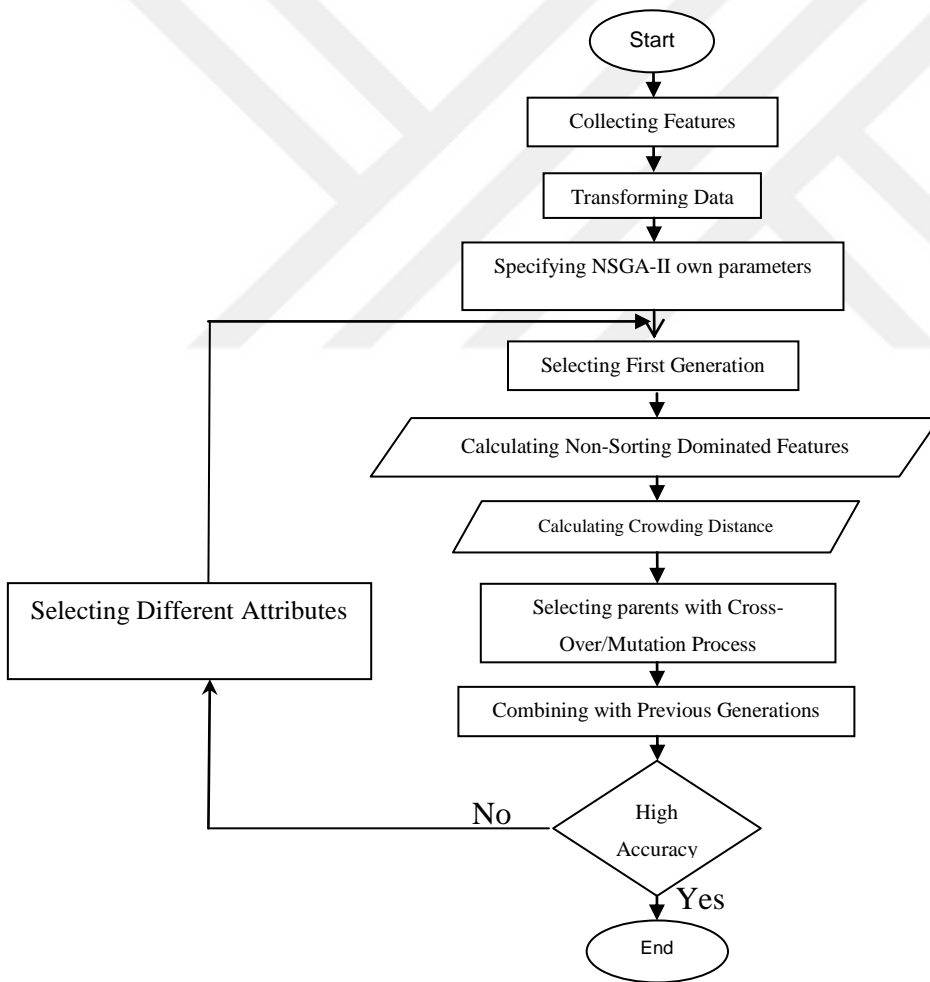 Start
Collecting Features
Transforming Data
Specifying NSGA-II own parameters
Selecting First Generation
Calculating Non-Sorting Dominated Features
Calculating Crowding Distance
Selecting Different Attributes
Selecting parents with Cross-
Over/Mutation Process
Combining with Previous Generations
No
High
Accuracy
Yes
End